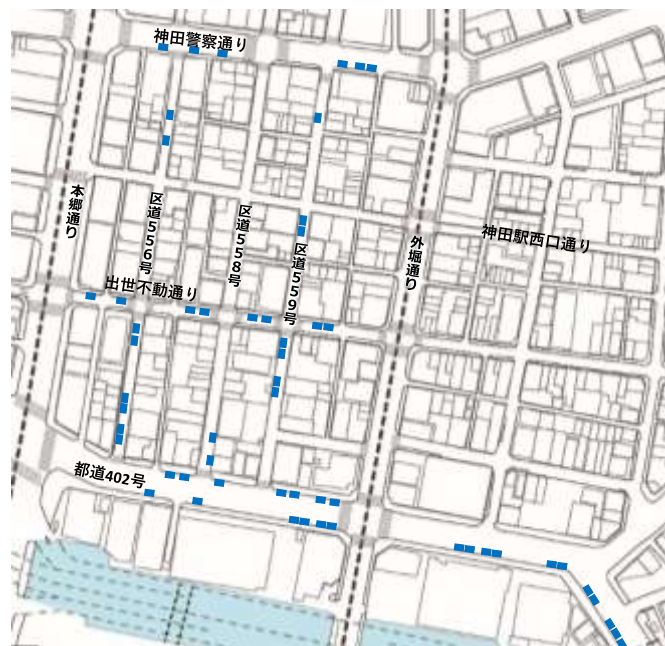 神田警察通り
本郷通り
区道556号
区道558号
区道559号
外堀通り
神田駅西口通り
出世不動通り
都道402号